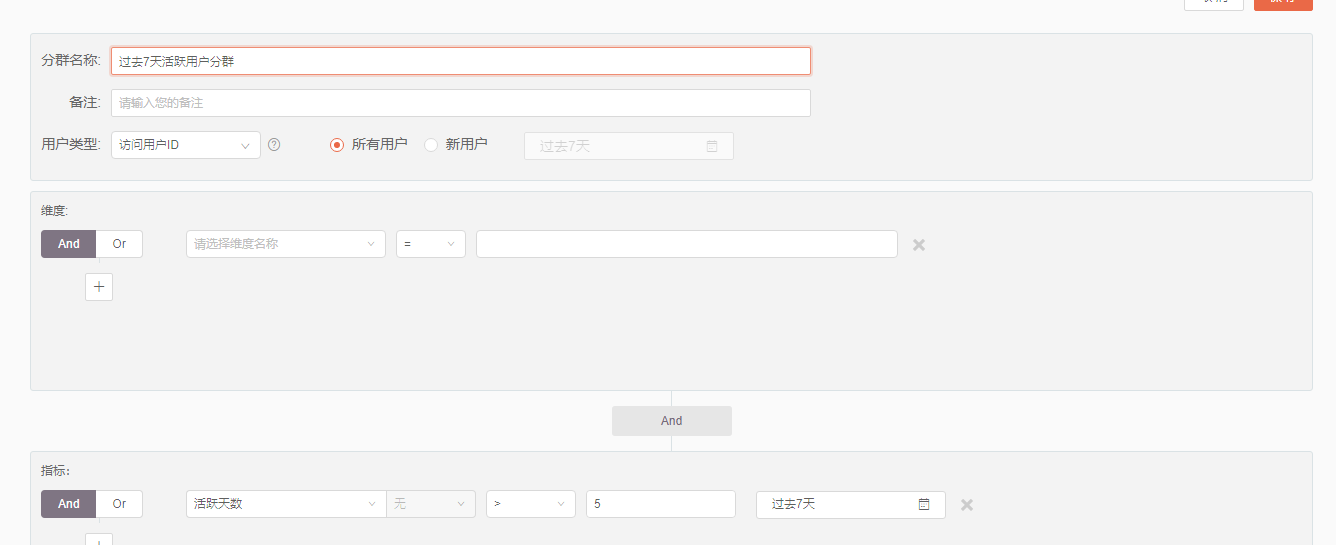 分群名称: 过去7天活跃用户分群
备注: 请输入您的备注
用户类型: 访问用户ID ? 所有用户 新用户 过去7天
维度:
And Or 请选择维度名称 =
+
And
指标:
And Or 活跃天数 无 > 5 过去7天
+